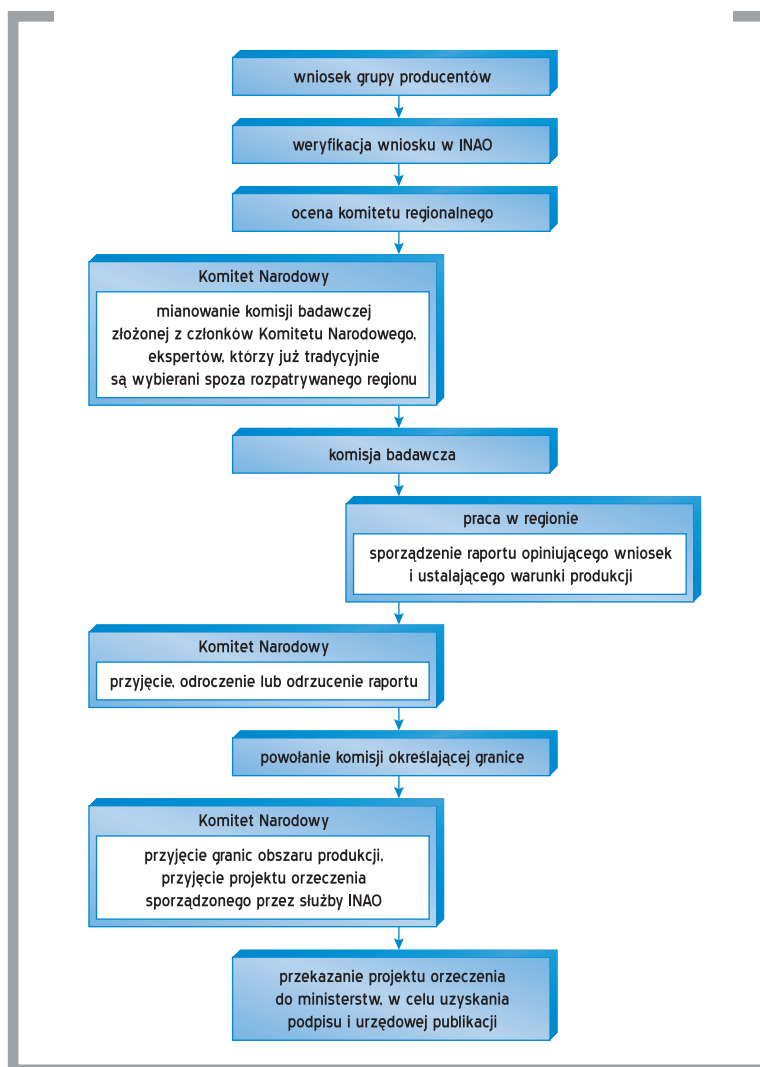 wniosek grupy producentów
weryfikacja wniosku w INAO
ocena komitetu regionalnego
Komitet Narodowy
mianowanie komisji badawczej
złożonej z członków Komitetu Narodowego,
ekspertów, którzy już tradycyjnie
są wybierani spoza rozpatrywanego regionu
komisja badawcza
praca w regionie
sporządzenie raportu opiniującego wniosek
i ustalającego warunki produkcji
Komitet Narodowy
przyjęcie, odroczenie lub odrzucenie raportu
powołanie komisji określającej granice
Komitet Narodowy
przyjęcie granic obszaru produkcji,
przyjęcie projektu orzeczenia
sporządzonego przez służby INAO
przekazanie projektu orzeczenia
do ministerstw, w celu uzyskania
podpisu i urzędowej publikacji